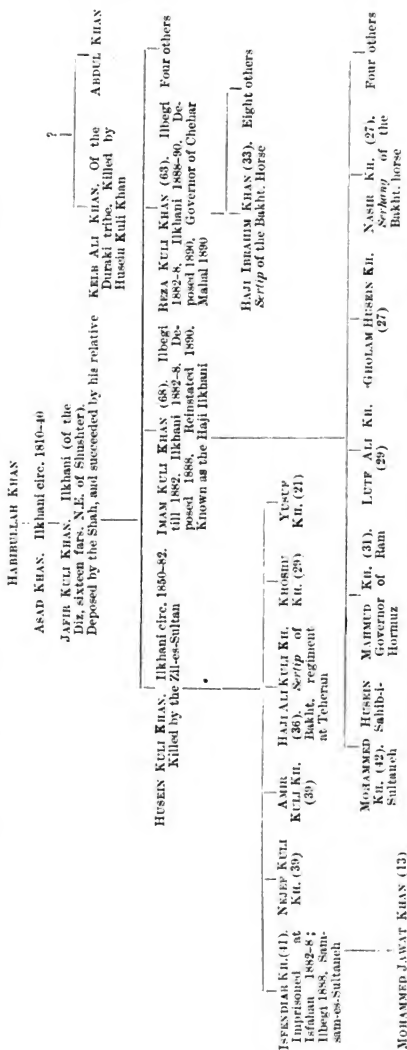 HABIBULLAH KHAN
ASAD KHAN. Ilkhani circ. 1810-40
?
JAFIR KULI KHAN. Ilkhani (of the
Diz, sixteen fars. N.E. of Shushter).
Deposed by the Shah, and succeeded by his relative
KELB ALI KHAN. Of the
Duraki tribe. Killed by
Husein Kuli Khan
ABDUL KHAN
HUSEIN KULI KHAN. Ilkhani circ. 1850-82.
Killed by the Zil-es-Sultan
IMAM KULI KHAN (68). Ilbegi
till 1882. Ilkhani 1882-8. De-
posed 1888. Reinstated 1890.
Known as the Haji Ilkhani
REZA KULI KHAN (63). Ilbegi
1882-8. Ilkhani 1888-90. De-
posed 1890. Governor of Chehar
Mahal 1890
Four others
HAJI IBRAHIM KHAN (33).
Sertip of the Bakht. Horse
Eight others
ISFENDIAR KH. (41).
Imprisoned at
Isfahan 1882-8;
Ilbegi 1888. Sam-
sam-es-Sultaneh
NEJEF KULI
KH. (39)
AMIR
KULI KH.
(39)
HAJI ALI KULI KH.
(36). Sertip of
Bakht. regiment
at Teheran
KHOSRU
KH. (29)
YUSUF
KH. (21)
MOHAMMED HUSEIN
KH. (42). Sahib-i-
Sultaneh
MAHMUD KH. (31).
Governor of Ram
Hormuz
LUTF ALI KH.
(29)
GHOLAM HUSEIN KH.
(27)
NASIR KH. (27).
Serhang of the
Bakht. horse
Four others
MOHAMMED JAWAT KHAN (13)